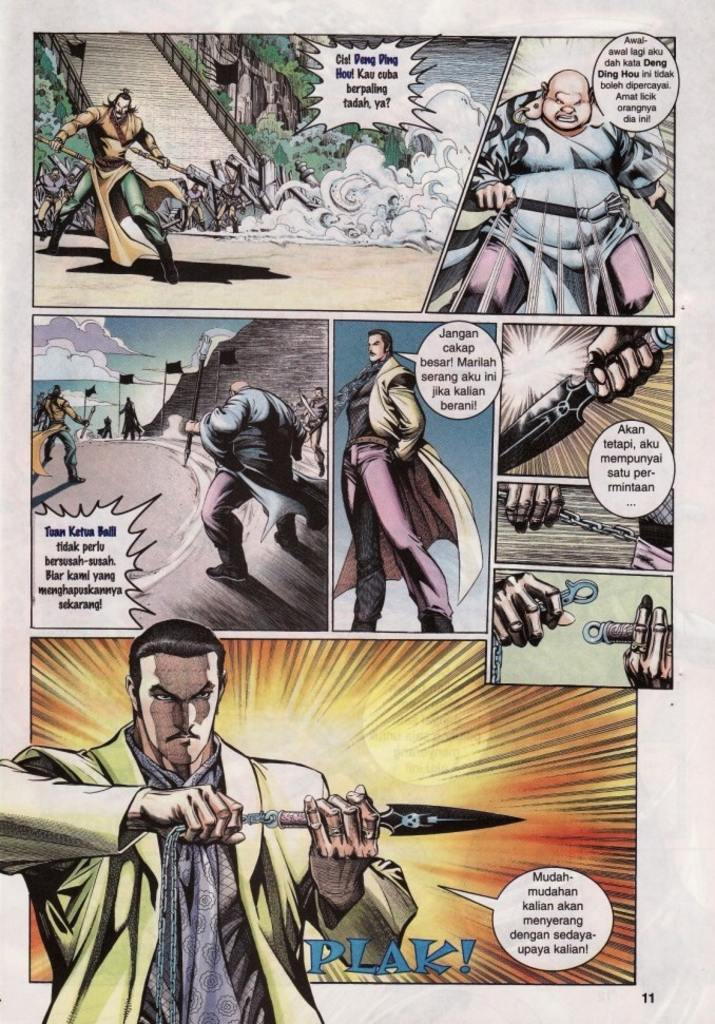 Cis! Deng Ding
Hou! Kau cuba
berpaling
tadah, ya?
Awal-
awal lagi aku
dah kata Deng
Ding Hou ini tidak
boleh dipercayai.
Amat licik
orangnya
dia ini!
Tuan Ketua Balli
tidak perlu
bersusah-susah.
Biar kami yang
menghapuskannya
sekarang!
Jangan
cakap
besar! Marilah
serang aku ini
jika kalian
berani!
Akan
tetapi, aku
mempunyai
satu per-
rmintaan
...
Mudah-
mudahan
kalian akan
menyerang
dengan sedaya-
upaya kalian!
PLAK!
11